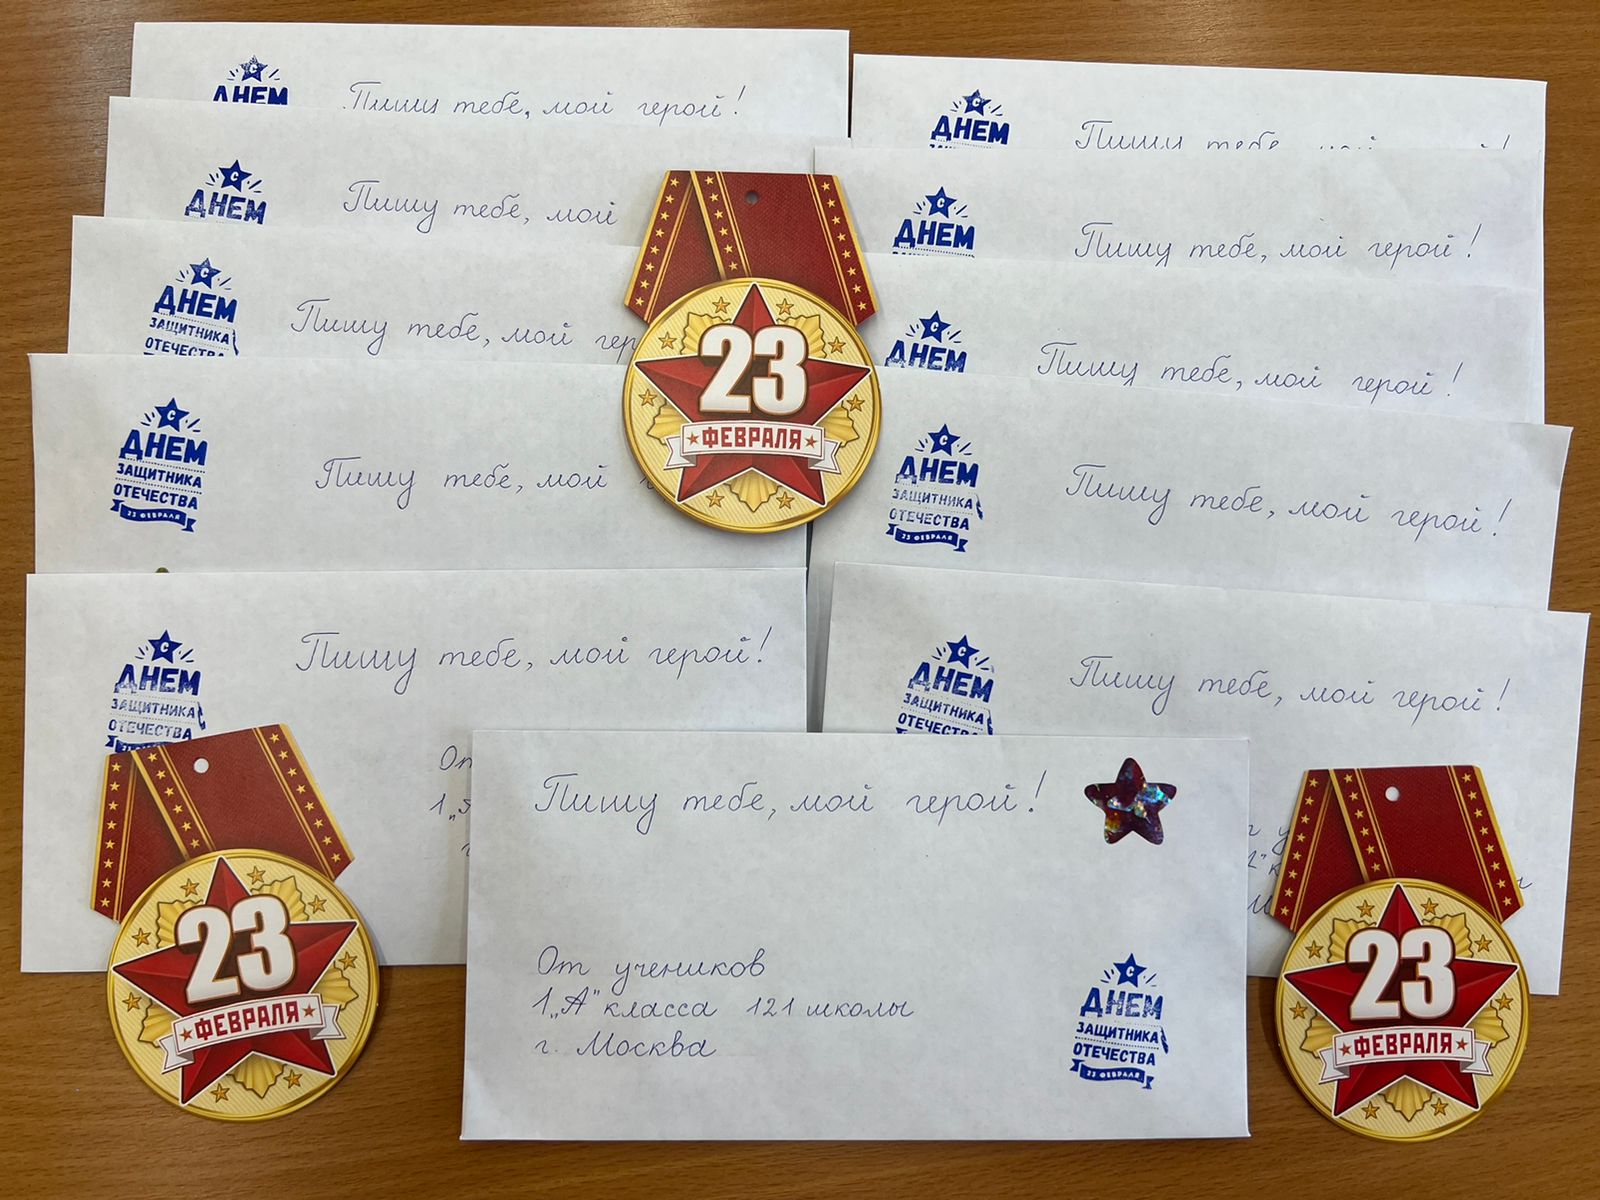 С
ДНЕМ
Пишу тебе, мой герой!
ДНЕМ
Пишу тебе, мой
С
ДНЕМ
Пишу тебе, мой
ДНЕМ
Пишу тебе, мой герой!
ДНЕМ
ЗАЩИТНИКА
ОТЕЧЕСТВА
Пишу тебе, мой
ДНЕМ
Пишу тебе, мой герой!
С
ДНЕМ
ЗАЩИТНИКА
ОТЕЧЕСТВА
23 ФЕВРАЛЯ
Пишу тебе, мой
С
ДНЕМ
ЗАЩИТНИКА
ОТЕЧЕСТВА
23 ФЕВРАЛЯ
Пишу тебе, мой герой!
23
ФЕВРАЛЯ
С
ДНЕМ
ЗАЩИТНИКА
ОТЕЧЕСТВА
Пишу тебе, мой герой!
С
ДНЕМ
ЗАЩИТНИКА
ОТЕЧЕСТВА
Пишу тебе, мой герой!
От
Пишу тебе, мой герой!
От учеников
1 „А" класса 121 школы
г. Москва
С
ДНЕМ
ЗАЩИТНИКА
ОТЕЧЕСТВА
23 ФЕВРАЛЯ
23
ФЕВРАЛЯ
23
ФЕВРАЛЯ